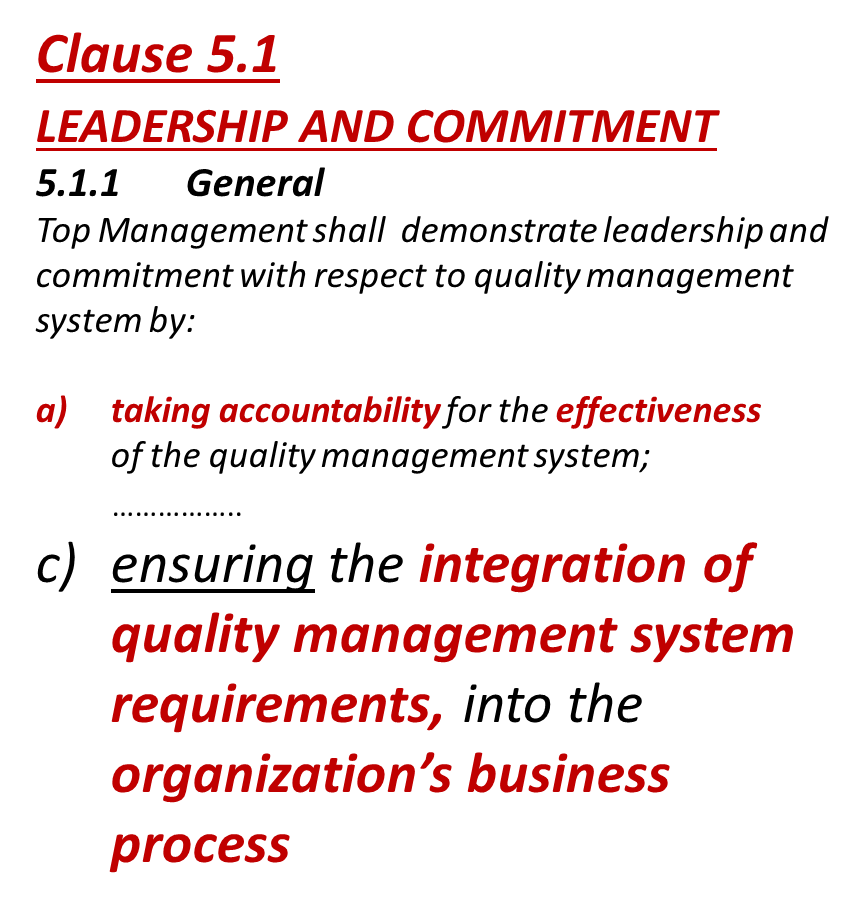 Clause 5.1
LEADERSHIP AND COMMITMENT
5.1.1 General
Top Management shall demonstrate leadership and
commitment with respect to quality management
system by:
a) taking accountability for the effectiveness
of the quality management system;
……………..
c) ensuring the integration of
quality management system
requirements, into the
organization’s business
process